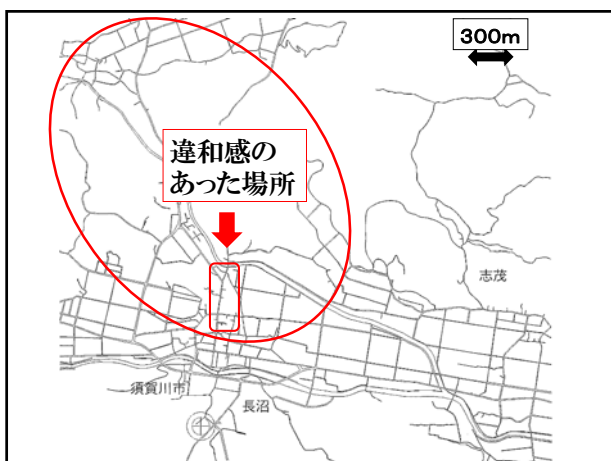 300m
違和感の
あった場所
志茂
須賀川市
長沼